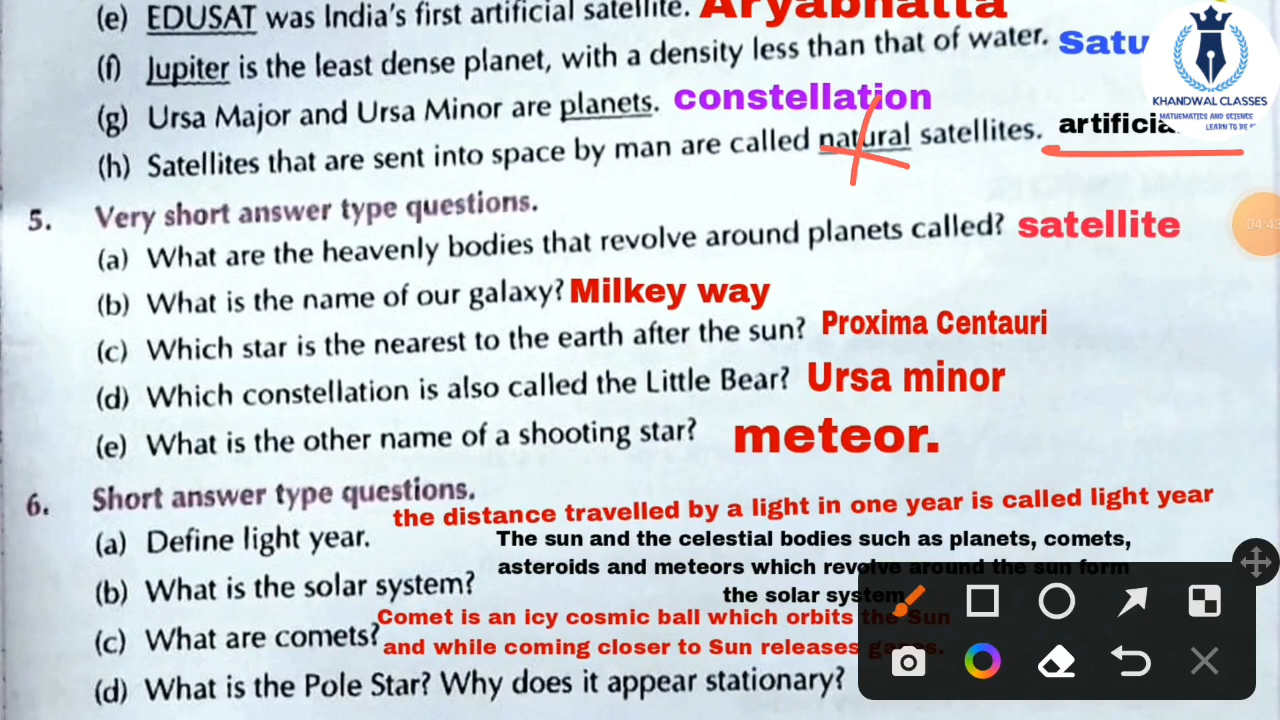 (e) EDUSAT was India's first artificial satellite. Aryabhatta
(f) Jupiter is the least dense planet, with a density less than that of water. Satu
(g) Ursa Major and Ursa Minor are planets. constellation
KHANDWAL CLASSES
MATHEMATICS AND SCIENCE
LEARN TO BE
(h) Satellites that are sent into space by man are called natural satellites. artificia
04:43
5. Very short answer type questions.
(a) What are the heavenly bodies that revolve around planets called? satellite
(b) What is the name of our galaxy? Milkey way
(c) Which star is the nearest to the earth after the sun? Proxima Centauri
(d) Which constellation is also called the Little Bear? Ursa minor
(e) What is the other name of a shooting star? meteor.
6. Short answer type questions.
the distance travelled by a light in one year is called light year
(a) Define light year.
The sun and the celestial bodies such as planets, comets,
asteroids and meteors which revolve around the sun form
the solar system
(b) What is the solar system?
Comet is an icy cosmic ball which orbits the Sun
(c) What are comets?
and while coming closer to Sun releases gases.
(d) What is the Pole Star? Why does it appear stationary?